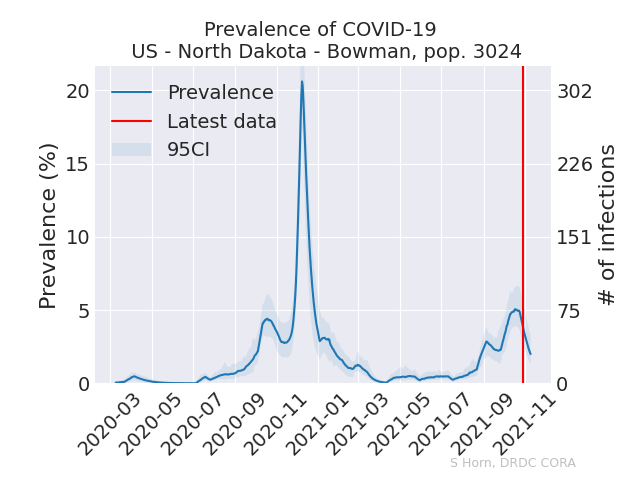 Prevalence of COVID-19
US - North Dakota - Bowman, pop. 3024
Prevalence
Latest data
95CI
Prevalence (%)
20
15
10
5
0
302
226
151
75
0
# of infections
2020-03
2020-05
2020-07
2020-09
2020-11
2021-01
2021-03
2021-05
2021-07
2021-09
2021-11
S Horn, DRDC CORA